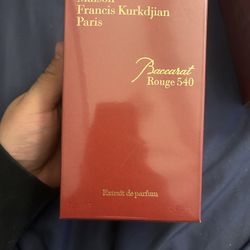 Maison
Francis Kurkdjian
Paris
Baccarat
Rouge 540
Extrait de parfum